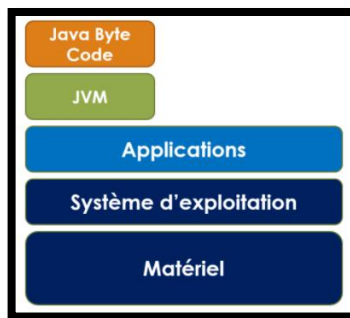 Java Byte
Code
JVM
Applications
Système d'exploitation
Matériel